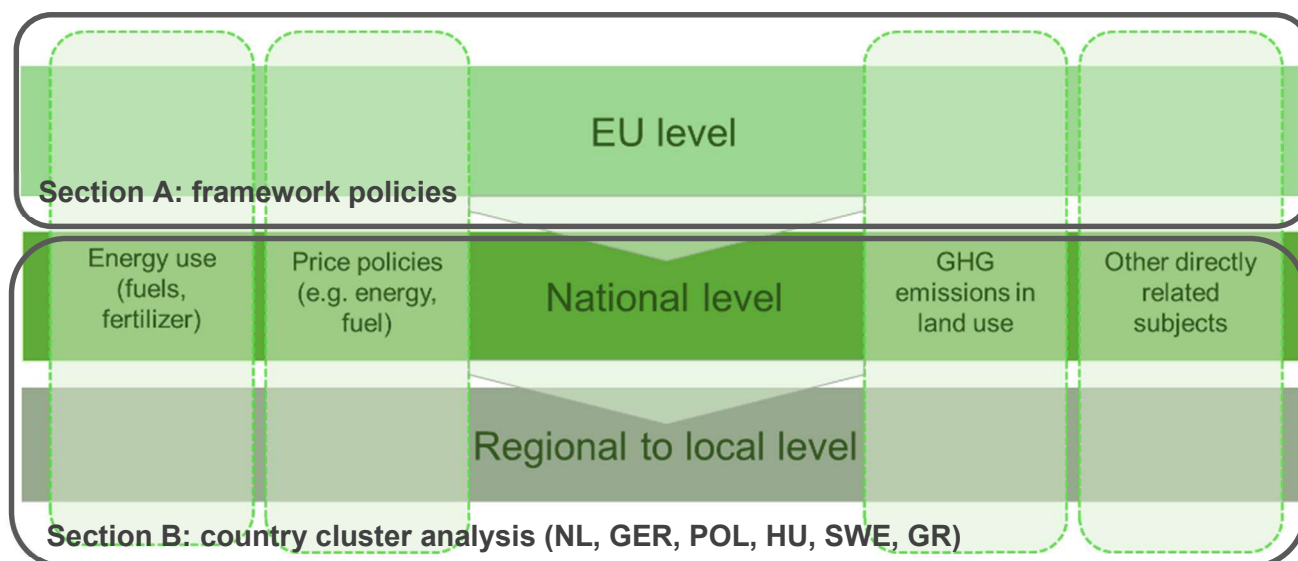 EU level
Section A: framework policies
Energy use
(fuels,
fertilizer)
Price policies
(e.g. energy,
fuel)
National level
GHG
emissions in
land use
Other directly
related
subjects
Regional to local level
Section B: country cluster analysis (NL, GER, POL, HU, SWE, GR)